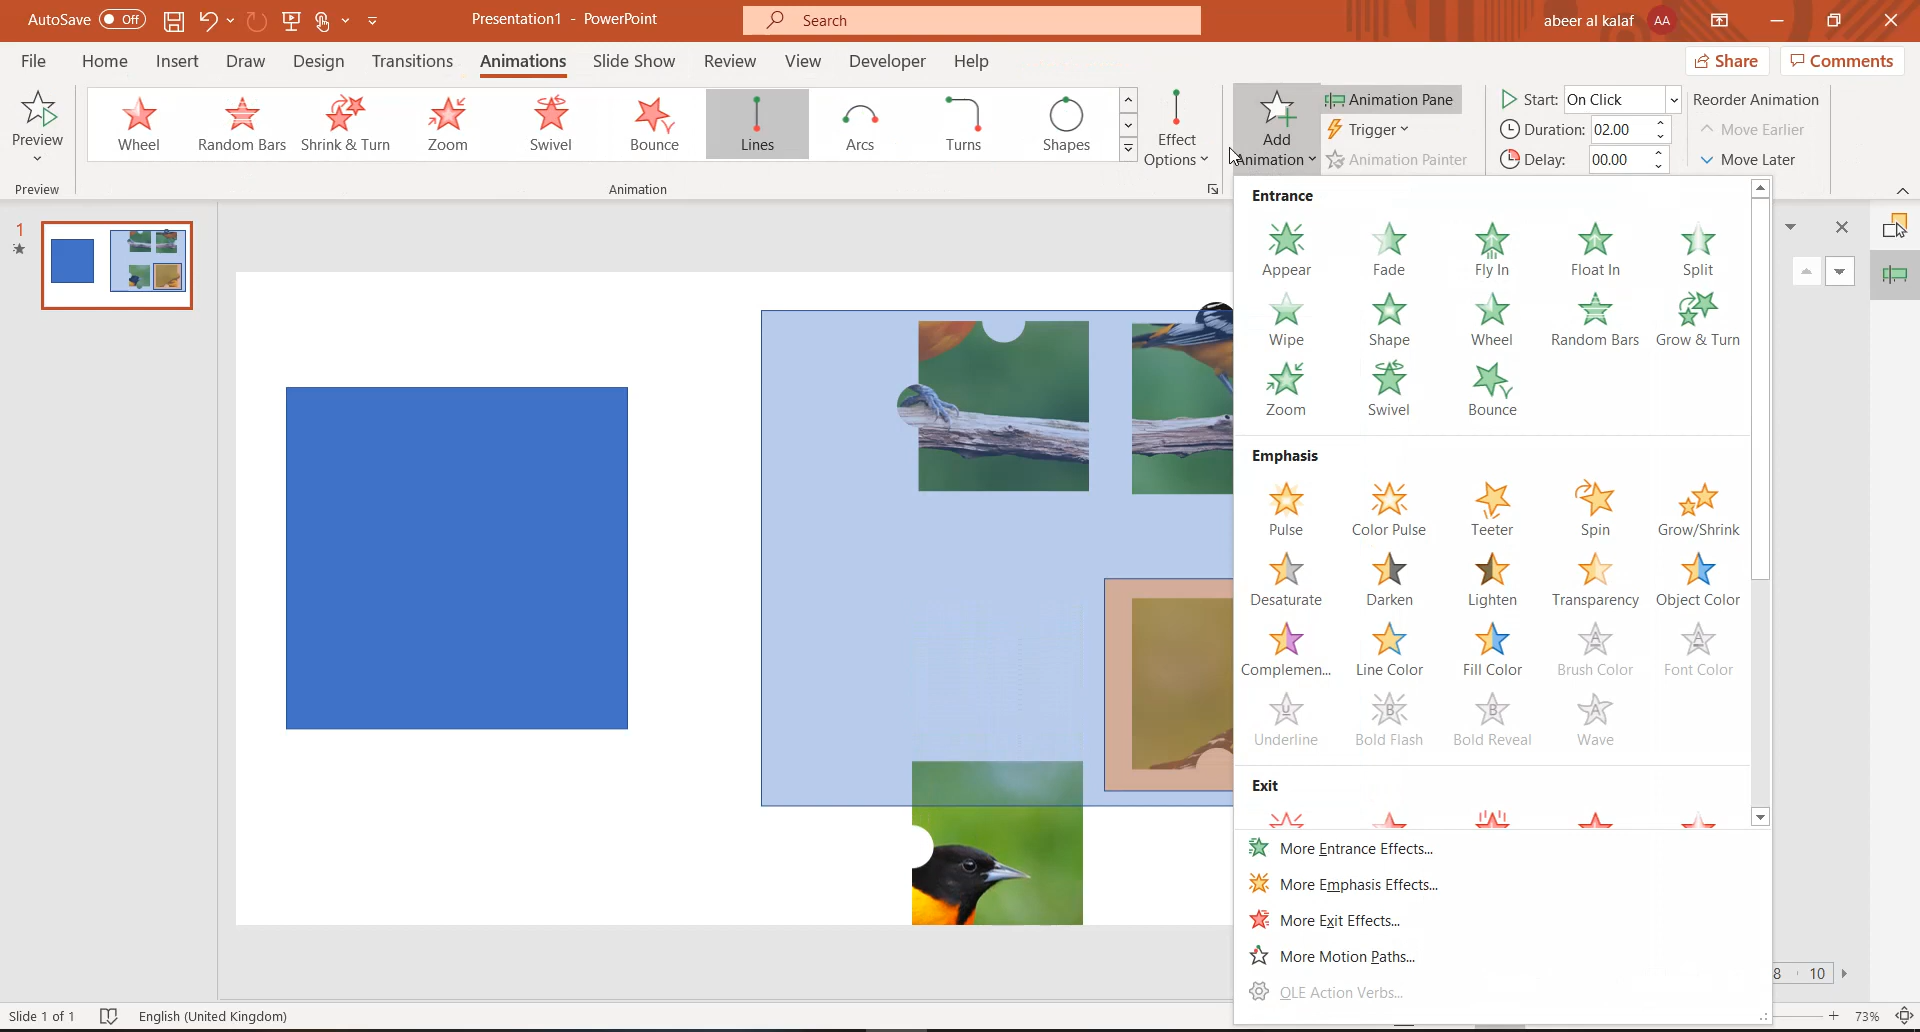 AutoSave Off Presentation1 - PowerPoint Search abeer al kalaf AA
File Home Insert Draw Design Transitions Animations Slide Show Review View Developer Help Share Comments
Preview
Preview
Wheel Random Bars Shrink & Turn Zoom Swivel Bounce Lines Arcs Turns Shapes
Animation
Effect
Options
Add
Animation
Animation Pane
Trigger
Animation Painter
Start: On Click
Duration: 02.00
Delay: 00.00
Reorder Animation
Move Earlier
Move Later
1
Entrance
Appear Fade Fly In Float In Split
Wipe Shape Wheel Random Bars Grow & Turn
Zoom Swivel Bounce
Emphasis
Pulse Color Pulse Teeter Spin Grow/Shrink
Desaturate Darken Lighten Transparency Object Color
Complemen... Line Color Fill Color Brush Color Font Color
Underline Bold Flash Bold Reveal Wave
Exit
More Entrance Effects...
More Emphasis Effects...
More Exit Effects...
More Motion Paths...
OLE Action Verbs...
8 10
Slide 1 of 1 English (United Kingdom) 73%